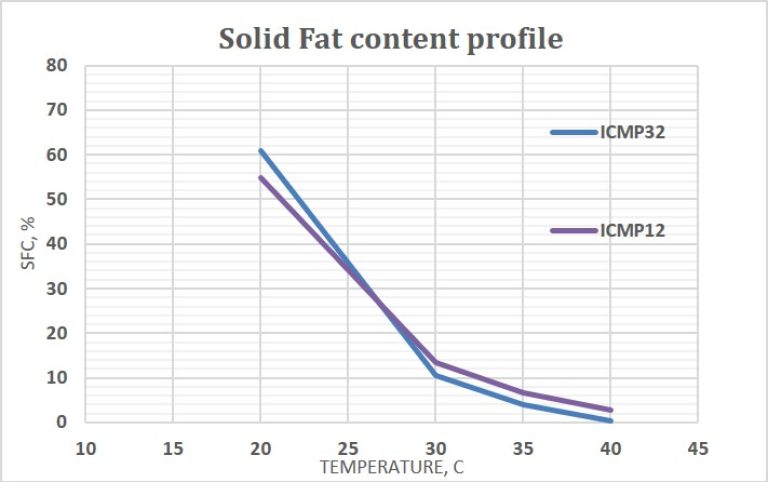 Solid Fat content profile
80
70
60
50
40
30
20
10
0
SFC, %
ICMP32
ICMP12
10 15 20 25 30 35 40 45
TEMPERATURE, C